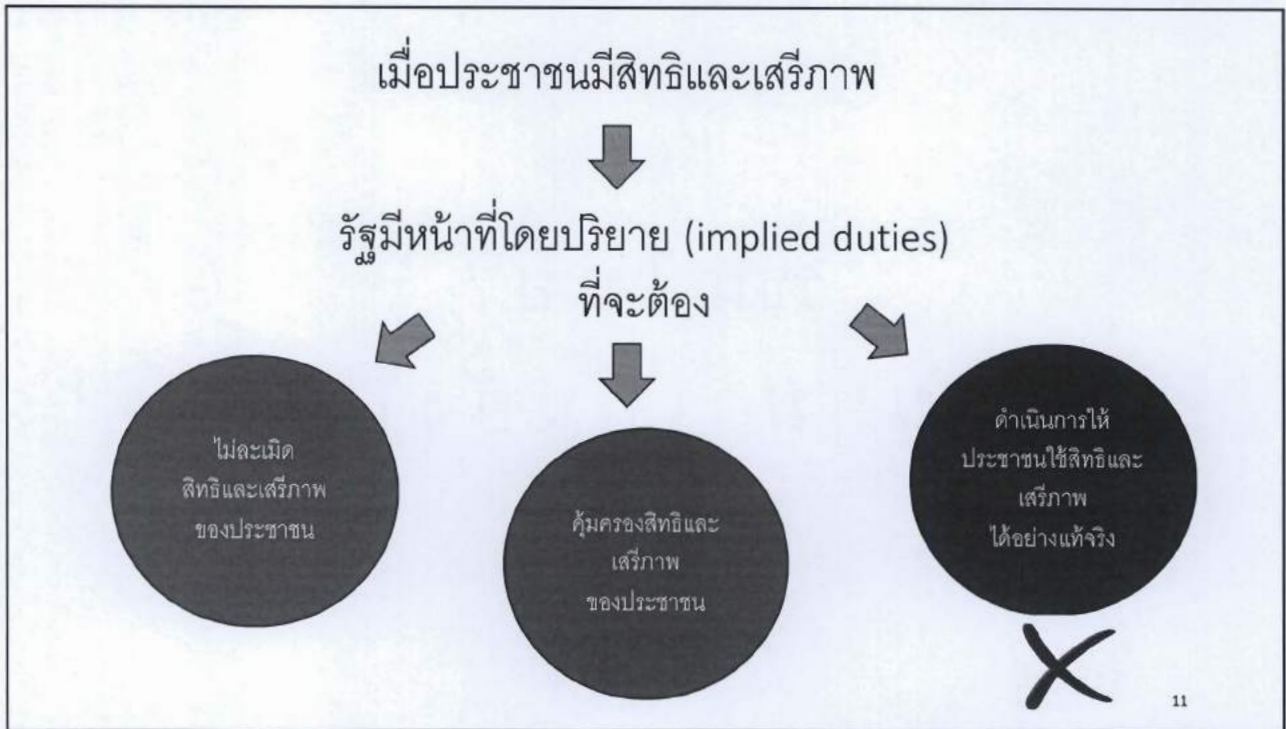 เมื่อประชาชนมีสิทธิและเสรีภาพ
รัฐมีหน้าที่โดยปริยาย (implied duties)
ที่จะต้อง
ไม่ละเมิด
สิทธิและเสรีภาพ
ของประชาชน
คุ้มครองสิทธิและ
เสรีภาพ
ของประชาชน
ดำเนินการให้
ประชาชนใช้สิทธิและ
เสรีภาพ
ได้อย่างแท้จริง
11